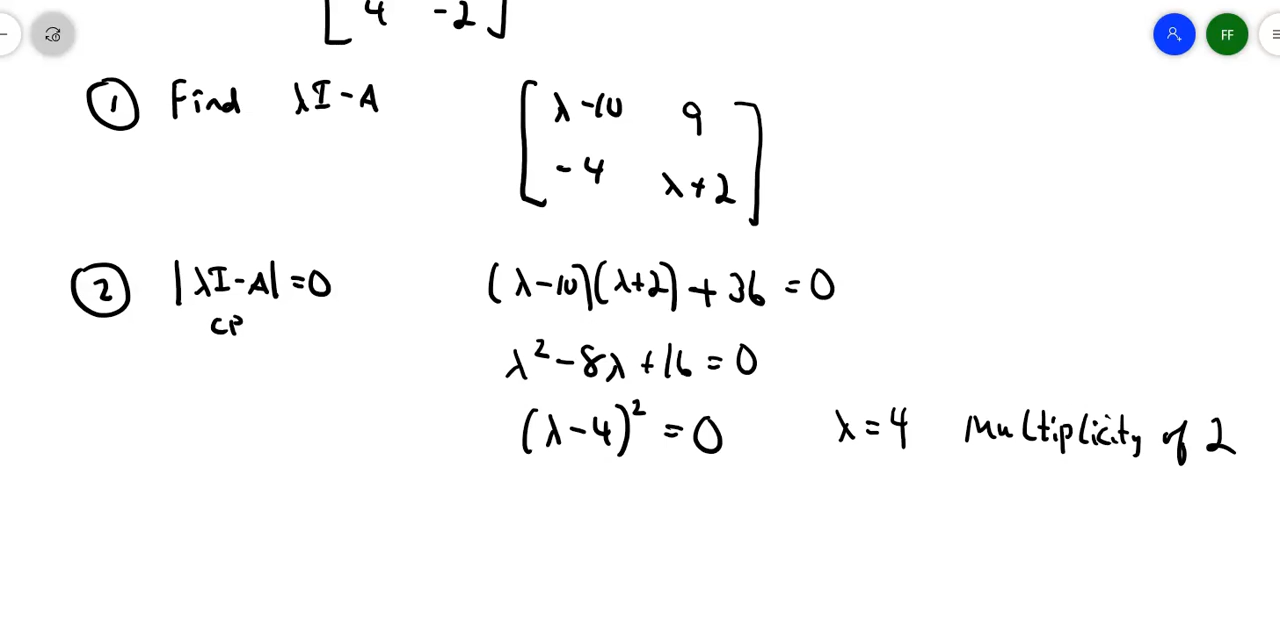 4 -2
FF
① Find λI-A
λ-10 9
-4 λ+2
② |λI-A| =0 (λ-10)(λ+2) + 36 = 0
CP
λ² - 8λ + 16 = 0
(λ-4)² = 0 λ = 4 Multiplicity of 2